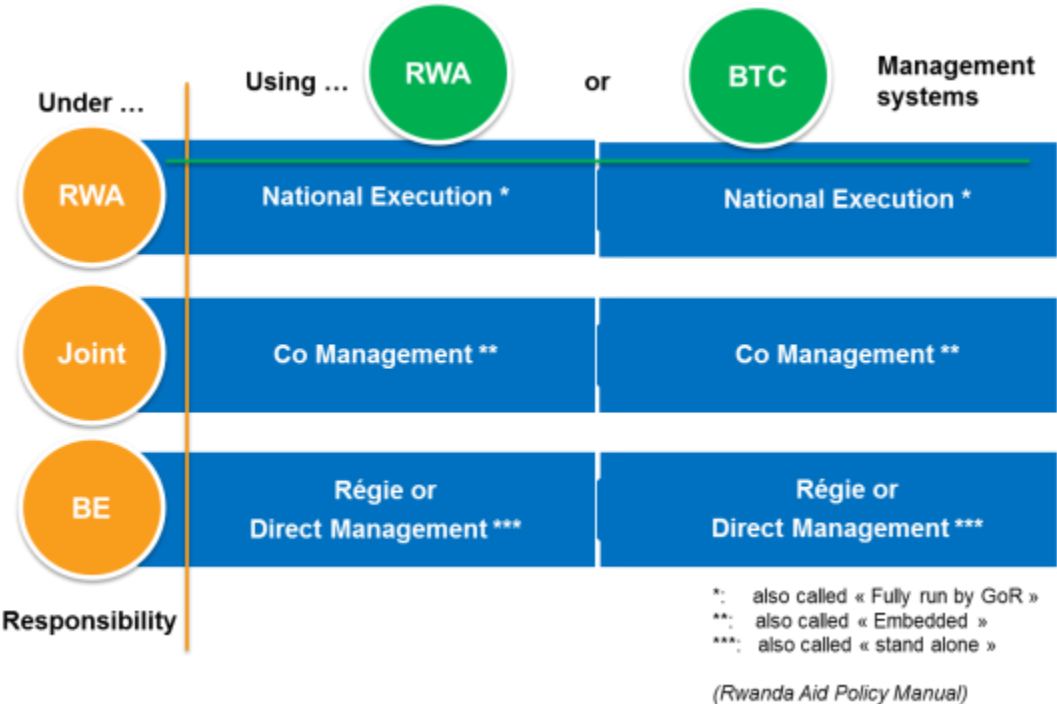 Under …
Using …
RWA
or
BTC
Management
systems
RWA
National Execution *
National Execution *
Joint
Co Management **
Co Management **
BE
Régie or
Direct Management ***
Régie or
Direct Management ***
Responsibility
*: also called « Fully run by GoR »
**: also called « Embedded »
***: also called « stand alone »
(Rwanda Aid Policy Manual)